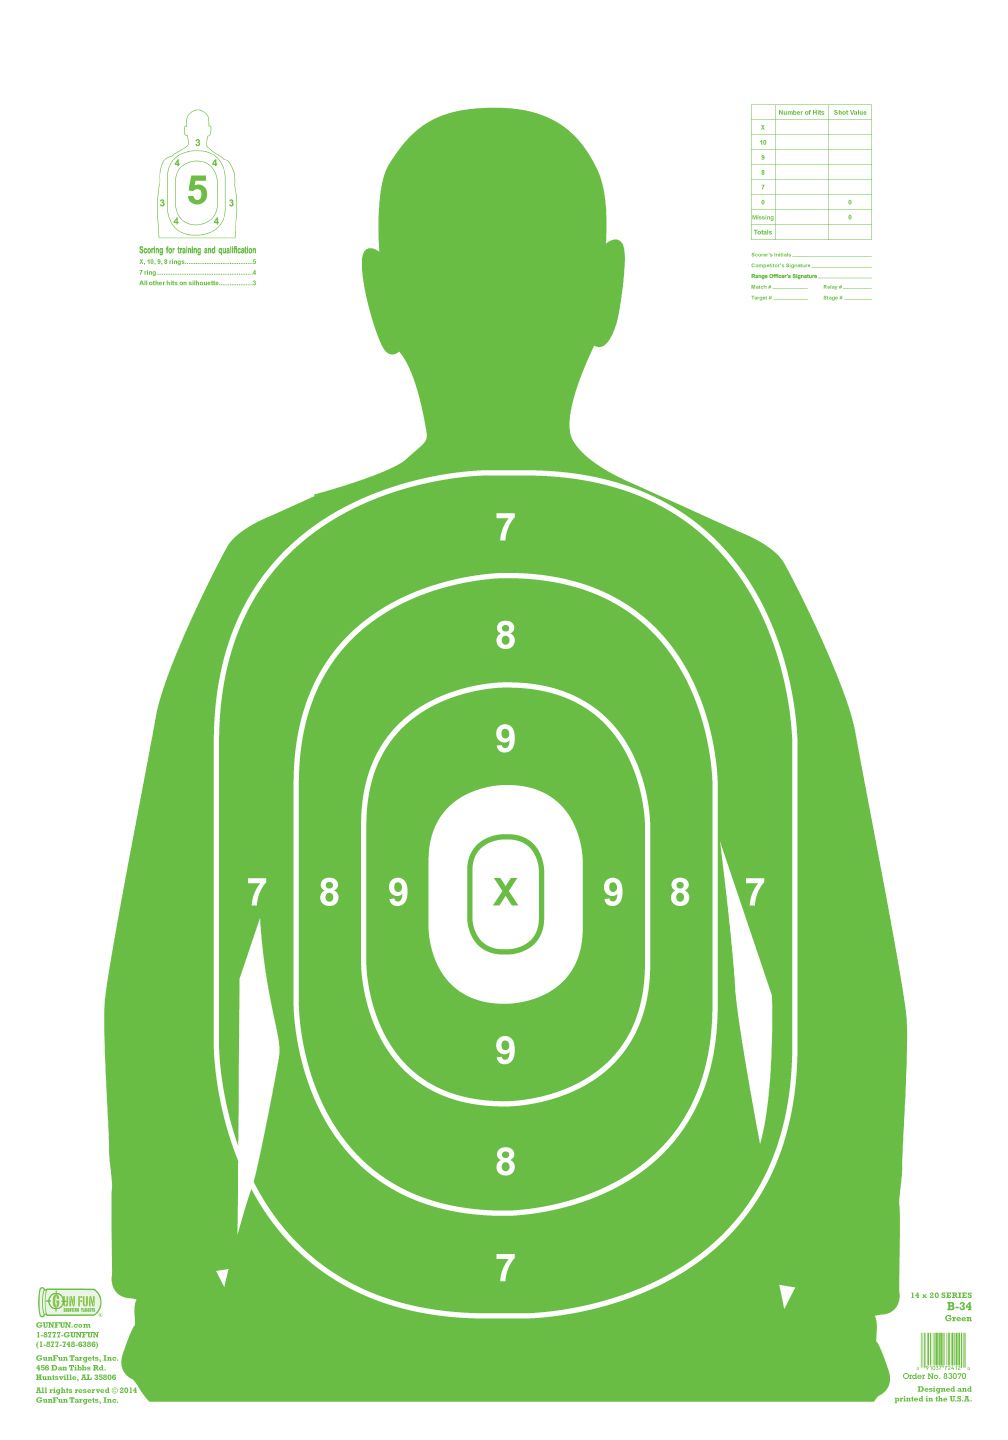 3
4 4
5
3 3
4 4
Scoring for training and qualification
X, 10, 9, 8 rings..................................5
7 ring................................................4
All other hits on silhouette.................3
Number of Hits Shot Value
X
10
9
8
7
0 0
Missing 0
Totals
Scorer's Initials
Competitor's Signature
Range Officer's Signature
Match # Relay #
Target # Stage #
7
8
9
7 8 9 X 9 8 7
9
8
7
GUN FUN
GUNFUN.com
1-8777-GUNFUN
(1-877-748-6386)
GunFun Targets, Inc.
456 Dan Tibbs Rd.
Huntsville, AL 35806
All rights reserved © 2014
GunFun Targets, Inc.
14 x 20 SERIES
B-34
Green
Order No. 83070
Designed and
printed in the U.S.A.